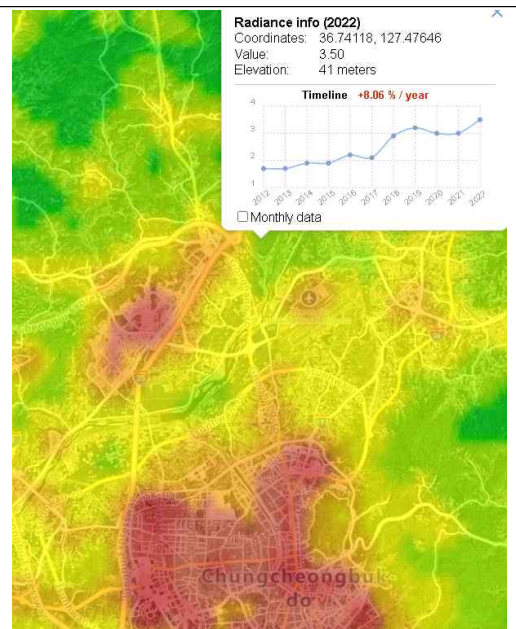 Radiance info (2022)
Coordinates: 36.74118, 127.47646
Value: 3.50
Elevation: 41 meters
Timeline +8.06 % / year
4
3
2
1
2012 2013 2014 2015 2016 2017 2018 2019 2020 2021 2022
Monthly data
Chungcheongbuk
do